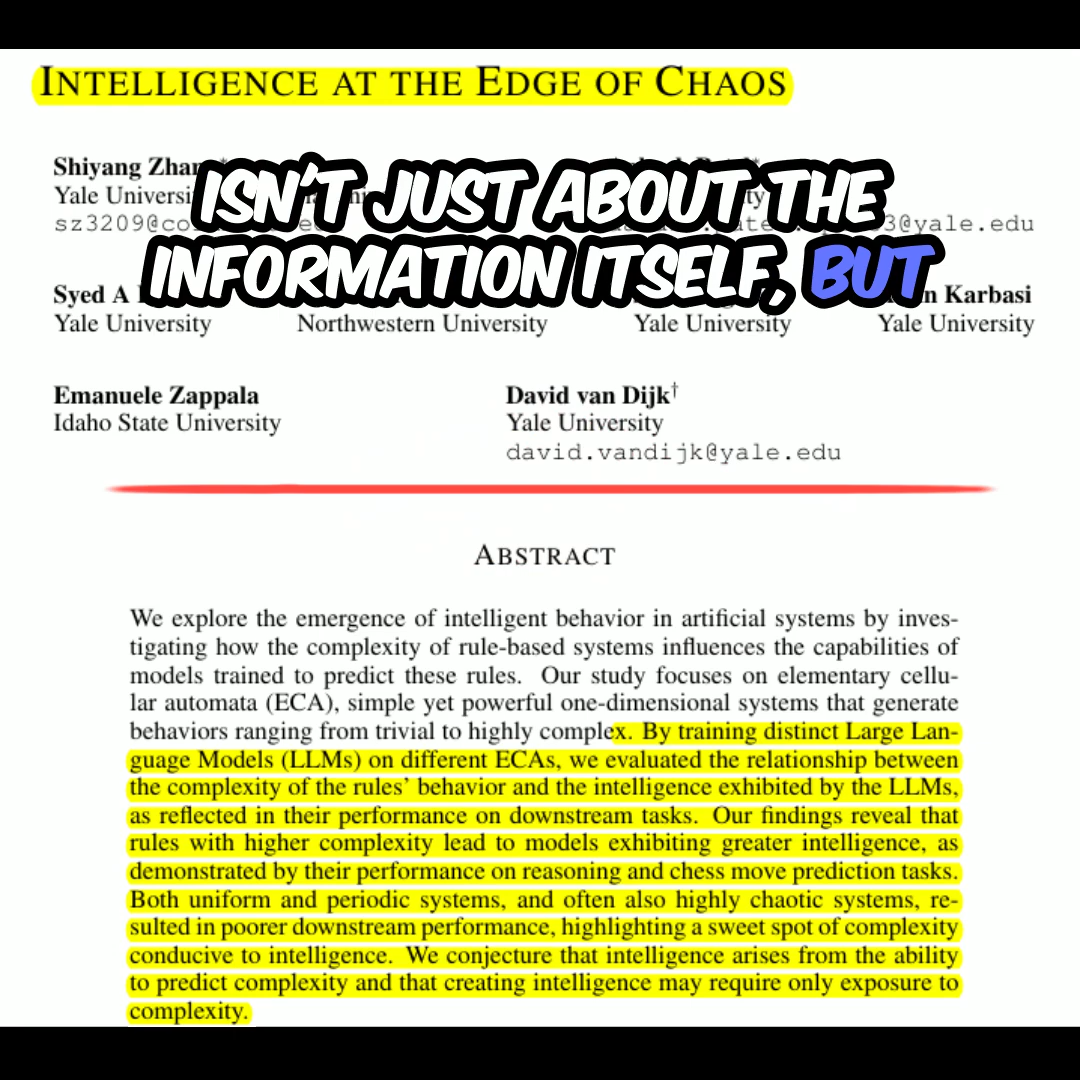 INTELLIGENCE AT THE EDGE OF CHAOS
ISN'T JUST ABOUT THE
INFORMATION ITSELF, BUT
Shiyang
Yale
Syed A
Yale University
Northwestern University
Yale University
Karbasi
Yale University
Emanuele Zappala
Idaho State University
David van Dijk†
Yale University
david.vandijk@yale.edu
ABSTRACT
We explore the emergence of intelligent behavior in artificial systems by inves-
tigating how the complexity of rule-based systems influences the capabilities of
models trained to predict these rules. Our study focuses on elementary cellu-
lar automata (ECA), simple yet powerful one-dimensional systems that generate
behaviors ranging from trivial to highly complex. By training distinct Large Lan-
guage Models (LLMs) on different ECAs, we evaluated the relationship between
the complexity of the rules' behavior and the intelligence exhibited by the LLMs,
as reflected in their performance on downstream tasks. Our findings reveal that
rules with higher complexity lead to models exhibiting greater intelligence, as
demonstrated by their performance on reasoning and chess move prediction tasks.
Both uniform and periodic systems, and often also highly chaotic systems, re-
sulted in poorer downstream performance, highlighting a sweet spot of complexity
conducive to intelligence. We conjecture that intelligence arises from the ability
to predict complexity and that creating intelligence may require only exposure to
complexity.